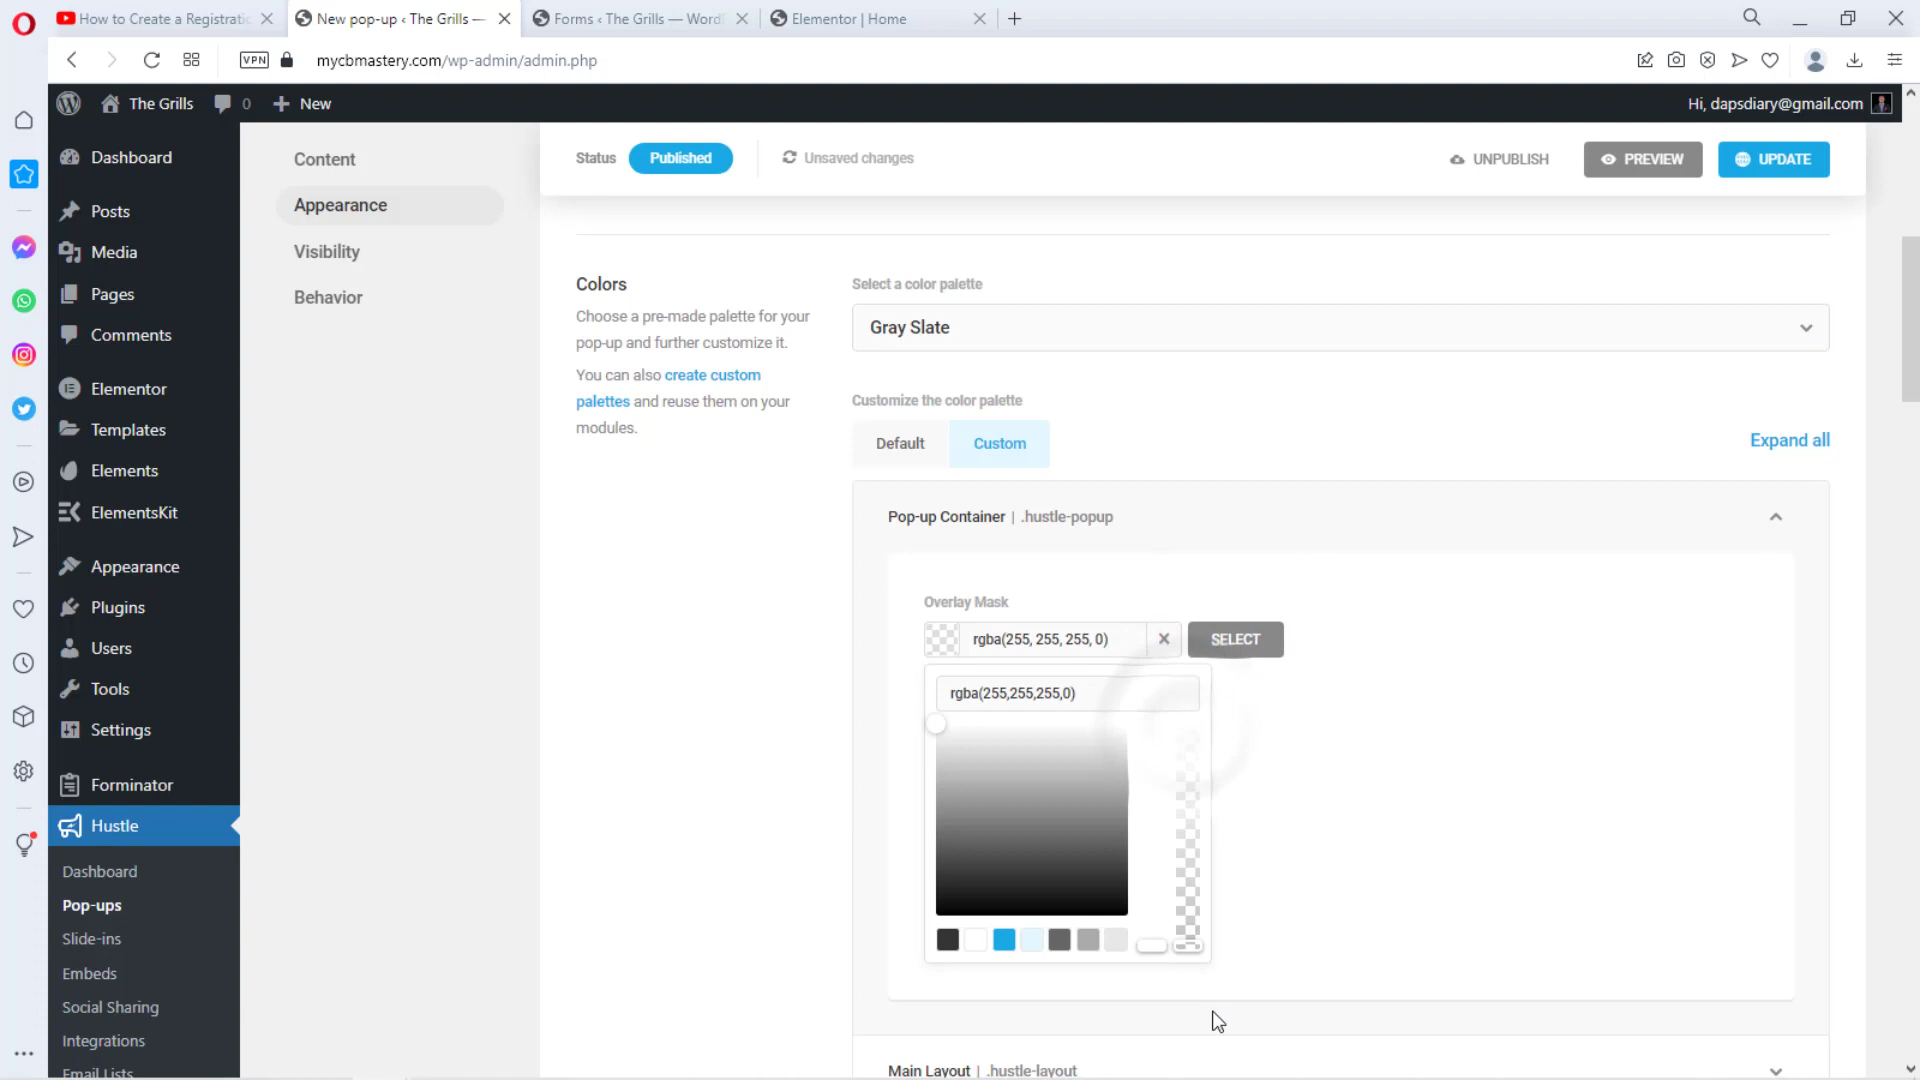 How to Create a Registratic
New pop-up ‹ The Grills —
Forms ‹ The Grills — Word
Elementor | Home
VPN
mycbmastery.com/wp-admin/admin.php
The Grills
0
New
Hi, dapsdiary@gmail.com
Dashboard
Posts
Media
Pages
Comments
Elementor
Templates
Elements
ElementsKit
Appearance
Plugins
Users
Tools
Settings
Forminator
Hustle
Dashboard
Pop-ups
Slide-ins
Embeds
Social Sharing
Integrations
Email Lists
Content
Appearance
Visibility
Behavior
Status
Published
Unsaved changes
UNPUBLISH
PREVIEW
UPDATE
Colors
Choose a pre-made palette for your
pop-up and further customize it.
You can also create custom
palettes and reuse them on your
modules.
Select a color palette
Gray Slate
Customize the color palette
Default
Custom
Expand all
Pop-up Container | .hustle-popup
Overlay Mask
rgba(255, 255, 255, 0)
SELECT
rgba(255,255,255,0)
Main Layout | .hustle-layout